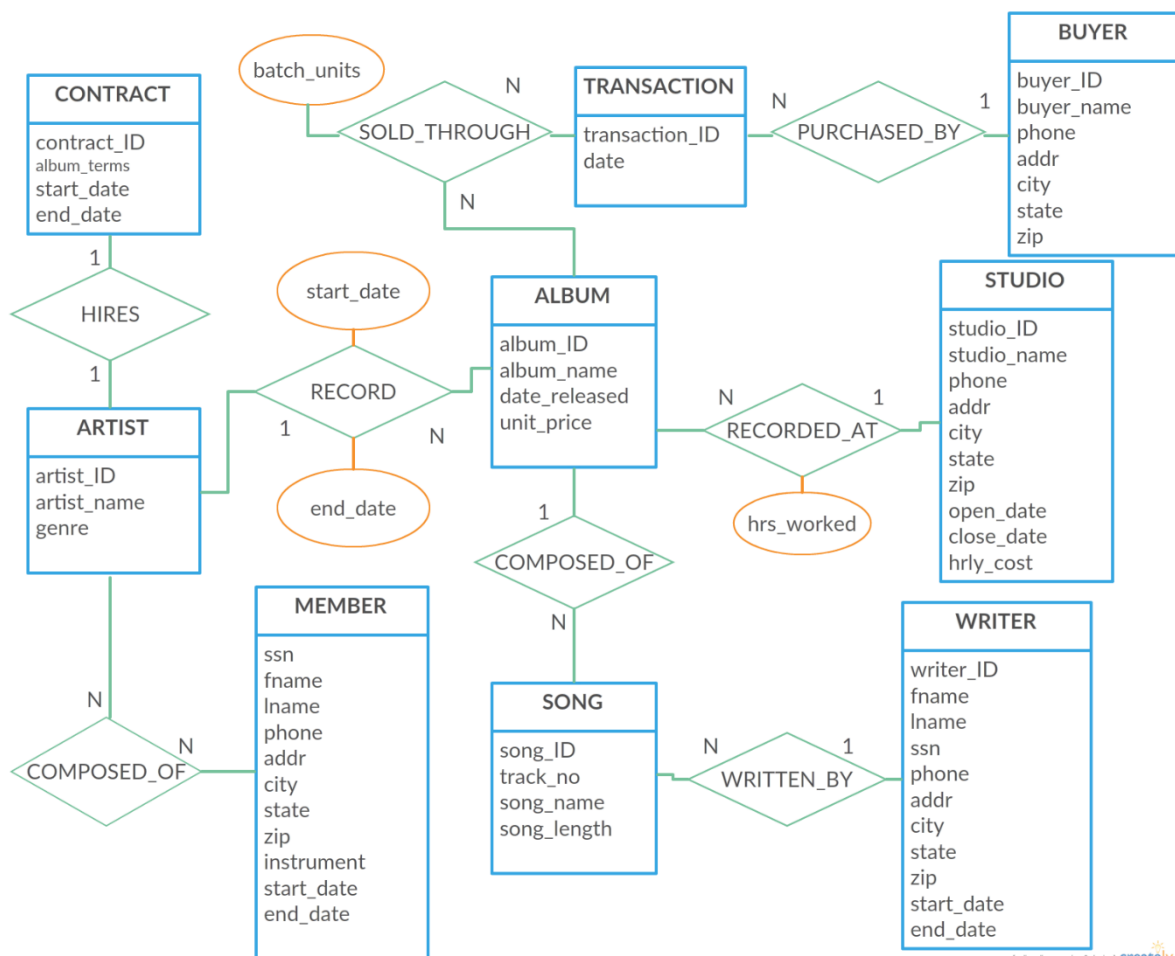 BUYER
buyer_ID
buyer_name
phone
addr
city
state
zip
batch_units
N
SOLD_THROUGH
N
TRANSACTION
transaction_ID
date
N
1
PURCHASED_BY
CONTRACT
contract_ID
album_terms
start_date
end_date
1
HIRES
1
start_date
RECORD
1
N
end_date
ALBUM
album_ID
album_name
date_released
unit_price
STUDIO
studio_ID
studio_name
phone
addr
city
state
zip
open_date
close_date
hrly_cost
N
1
RECORDED_AT
hrs_worked
ARTIST
artist_ID
artist_name
genre
1
COMPOSED_OF
N
N
N
COMPOSED_OF
MEMBER
ssn
fname
lname
phone
addr
city
state
zip
instrument
start_date
end_date
SONG
song_ID
track_no
song_name
song_length
N
1
WRITTEN_BY
WRITER
writer_ID
fname
lname
ssn
phone
addr
city
state
zip
start_date
end_date